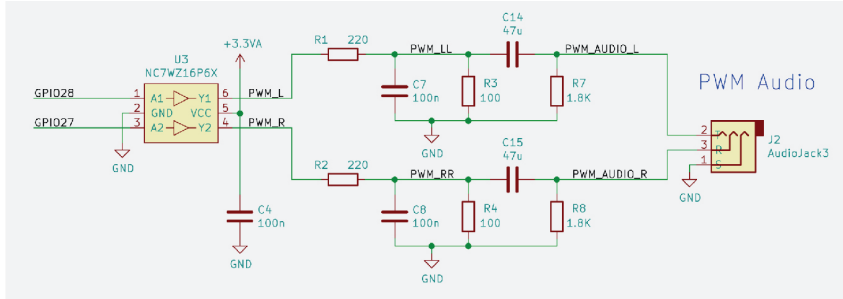 +3.3VA
U3
NC7WZ16P6X
GPIO28
1
A1
Y1
6
PWM_L
2
GND
VCC
5
GPIO27
3
A2
Y2
4
PWM_R
GND
C4
100n
GND
R1
220
PWM_LL
C14
47u
PWM_AUDIO_L
C7
100n
R3
100
R7
1.8K
GND
R2
220
PWM_RR
C15
47u
PWM_AUDIO_R
C8
100n
R4
100
R8
1.8K
GND
PWM Audio
2
T
3
R
1
S
J2
AudioJack3
GND